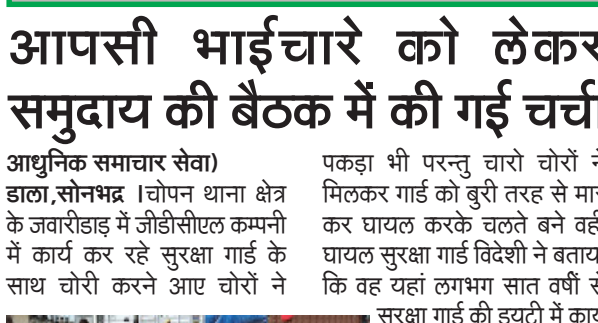 आपसी भाईचारे को लेकर
समुदाय की बैठक में की गई चर्चा
आधुनिक समाचार सेवा)
डाला,सोनभद्र ।चोपन थाना क्षेत्र
के जवारीडाड़ में जीडीसीएल कम्पनी
में कार्य कर रहे सुरक्षा गार्ड के
साथ चोरी करने आए चोरों ने
पकड़ा भी परन्तु चारो चोरों ने
मिलकर गार्ड को बुरी तरह से मार
कर घायल करके चलते बने वही
घायल सुरक्षा गार्ड विदेशी ने बताया
कि वह यहां लगभग सात वर्षों से
सुरक्षा गार्ड की ड्यूटी में कार्य